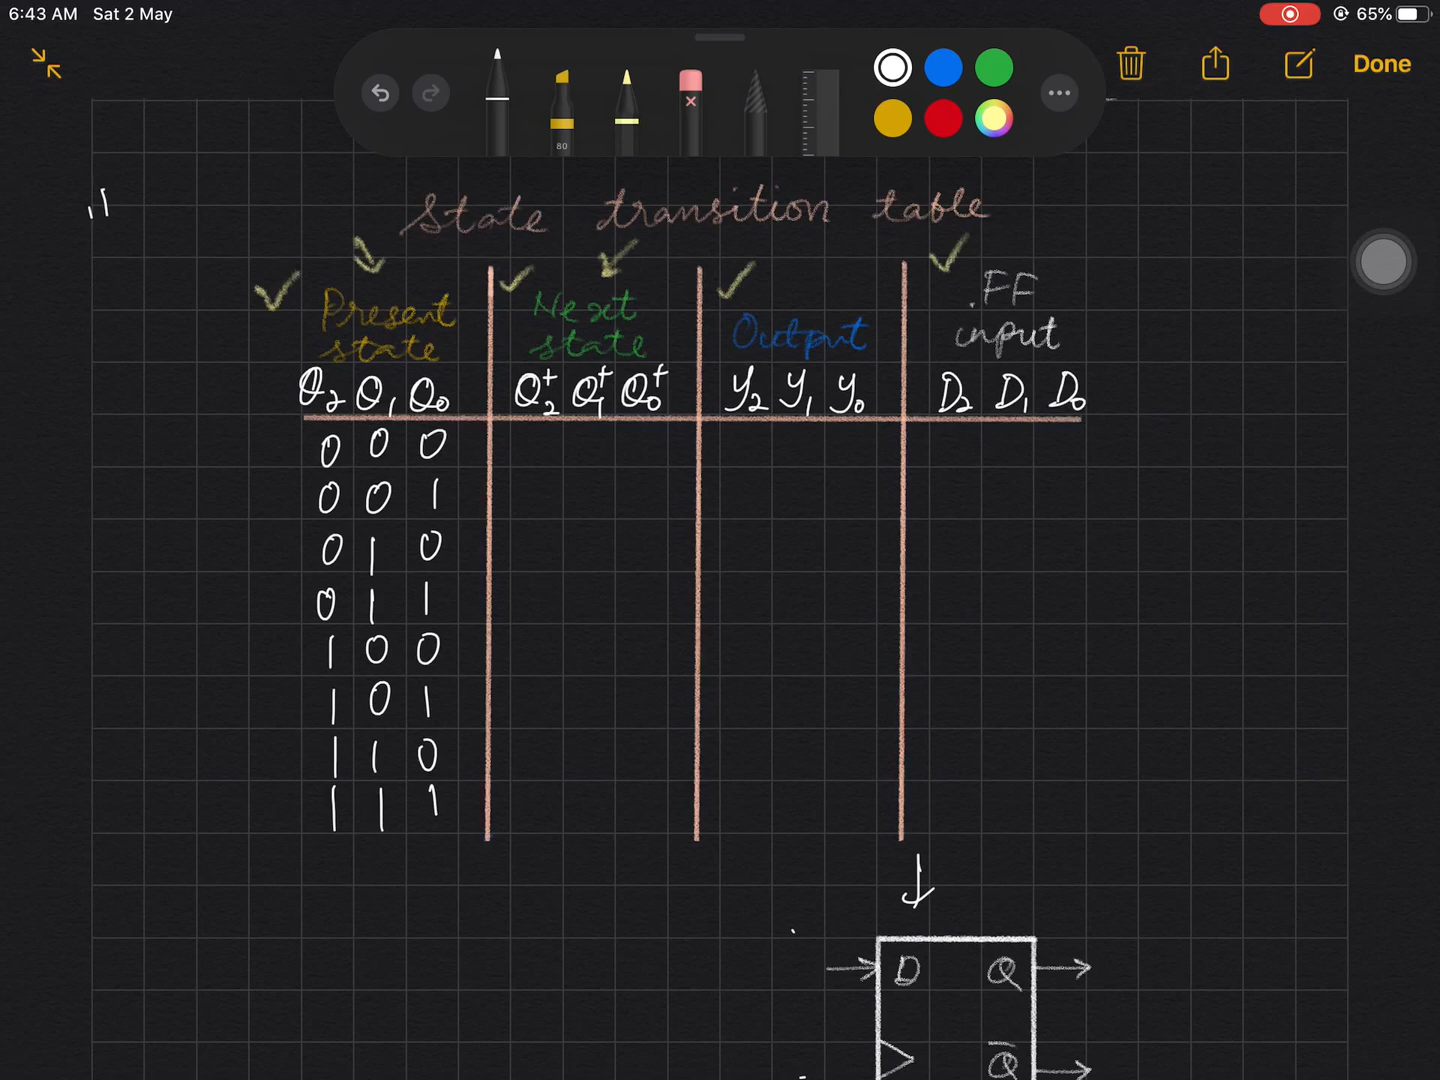 6:43 AM Sat 2 May
65%
80
Done
State transition table
Present state
Next state
Output
FF input
Q2 Q1 Q0 Q2+ Q1+ Q0+ y2 y1 y0 D2 D1 D0
0 0 0
0 0 1
0 1 0
0 1 1
1 0 0
1 0 1
1 1 0
1 1 1
D Q
Q̅